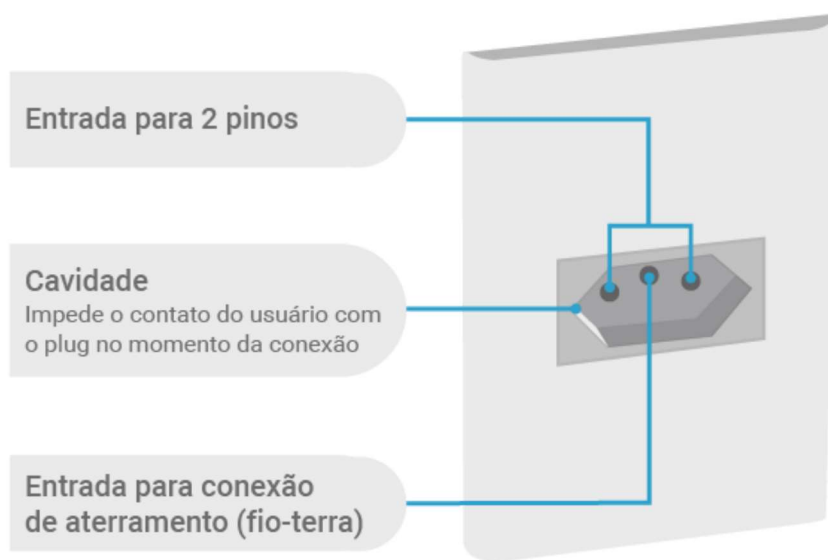 Entrada para 2 pinos
Cavidade
Impede o contato do usuário com
o plug no momento da conexão
Entrada para conexão
de aterramento (fio-terra)